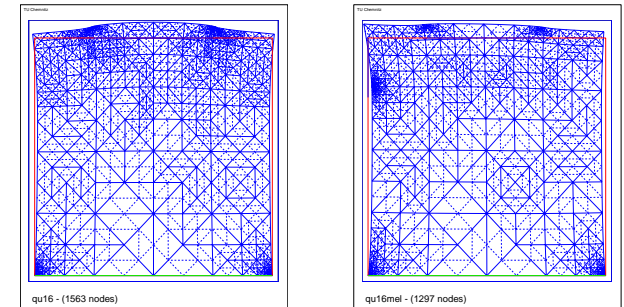 TU Chemnitz
TU Chemnitz
qu16 - (1563 nodes)
qu16mel - (1297 nodes)